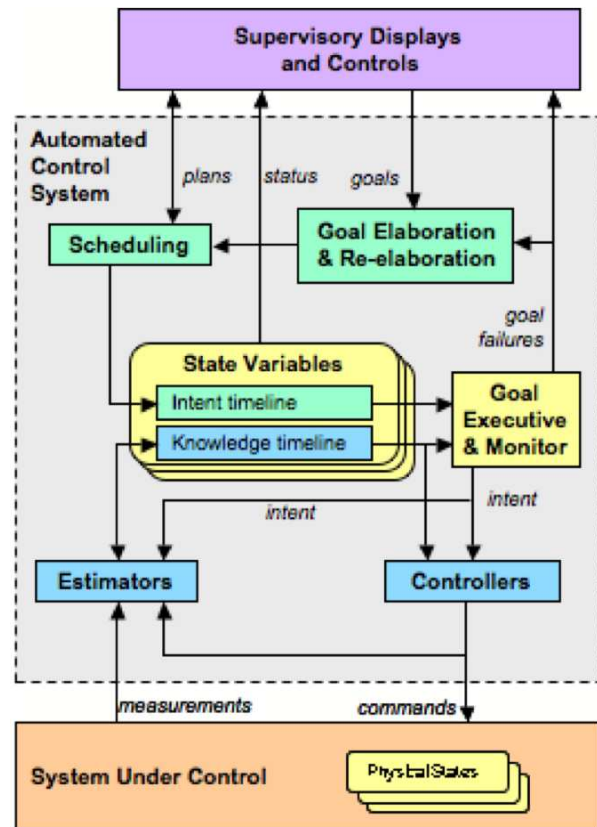 Supervisory Displays
and Controls
Automated
Control
System
plans
status
goals
Scheduling
Goal Elaboration
& Re-elaboration
goal
failures
State Variables
Intent timeline
Knowledge timeline
Goal
Executive
& Monitor
intent
intent
Estimators
Controllers
measurements
commands
System Under Control
Physical States